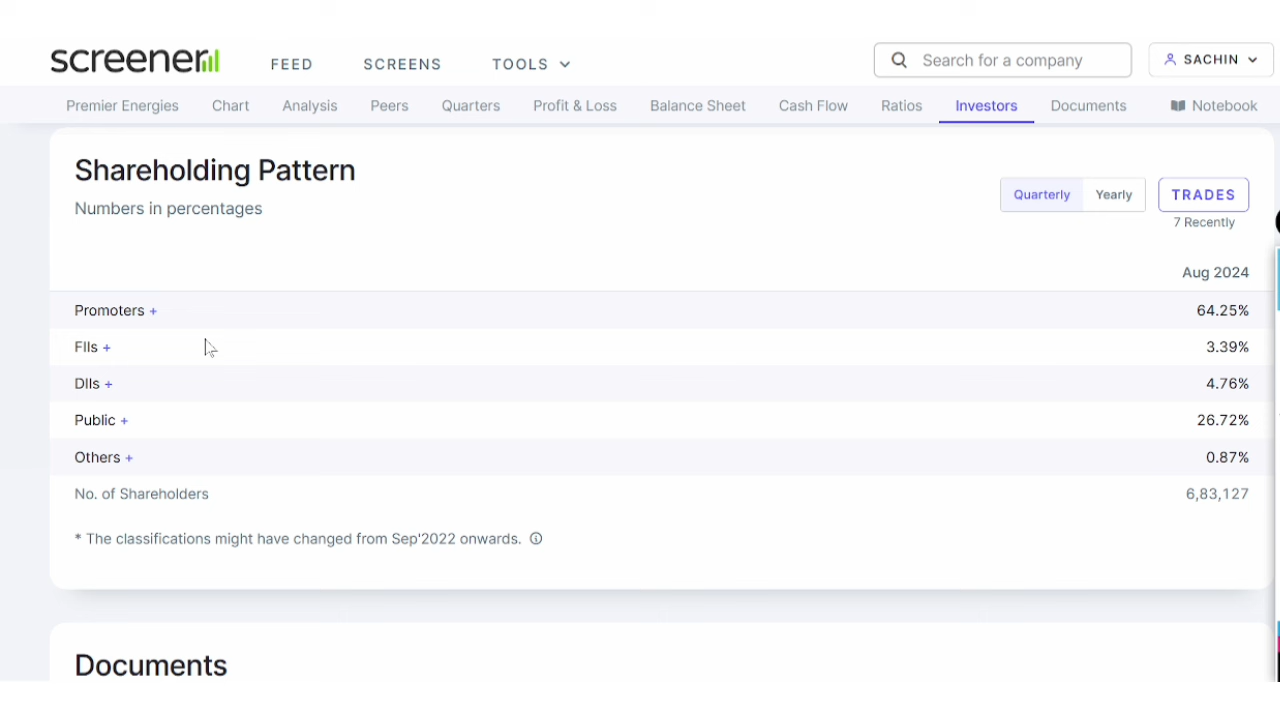 screener
FEED SCREENS TOOLS Search for a company SACHIN
Premier Energies Chart Analysis Peers Quarters Profit & Loss Balance Sheet Cash Flow Ratios Investors Documents Notebook
Shareholding Pattern
Numbers in percentages
Quarterly Yearly TRADES
7 Recently
Aug 2024
Promoters + 64.25%
FIIs + 3.39%
DIIs + 4.76%
Public + 26.72%
Others + 0.87%
No. of Shareholders 6,83,127
* The classifications might have changed from Sep'2022 onwards.
Documents